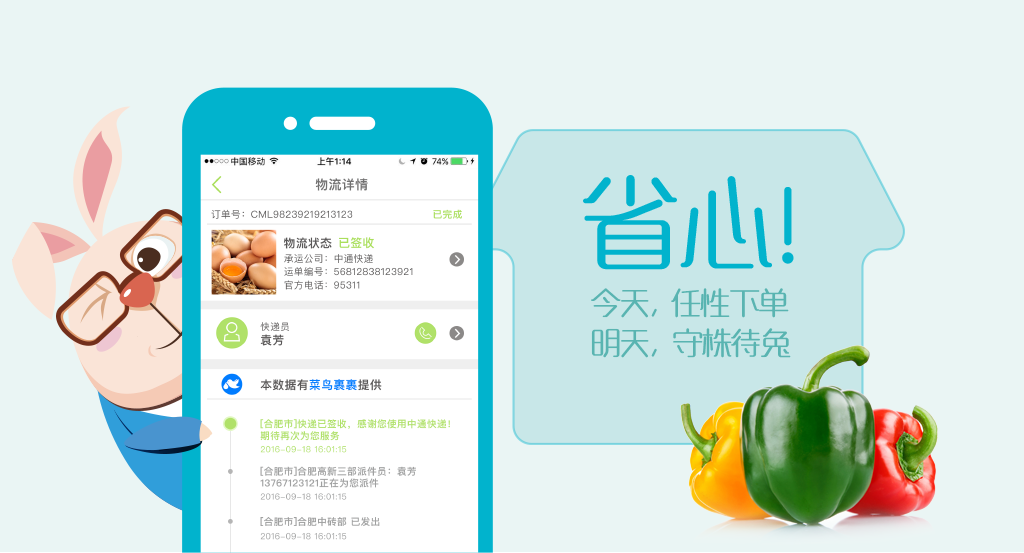 中国移动
上午1:14
74%
物流详情
订单号：CML98239219213123
已完成
物流状态 已签收
承运公司：中通快递
运单编号：56812838123921
官方电话：95311
快递员
袁芳
本数据有菜鸟裹裹提供
[合肥市]快递已签收，感谢您使用中通快递！
期待再次为您服务
2016-09-18 16:01:15
[合肥市]合肥高新三部派件员：袁芳
13767123121正在为您派件
2016-09-18 16:01:15
[合肥市]合肥中砖部 已发出
2016-09-18 16:01:15
省心!
今天, 任性下单
明天, 守株待兔